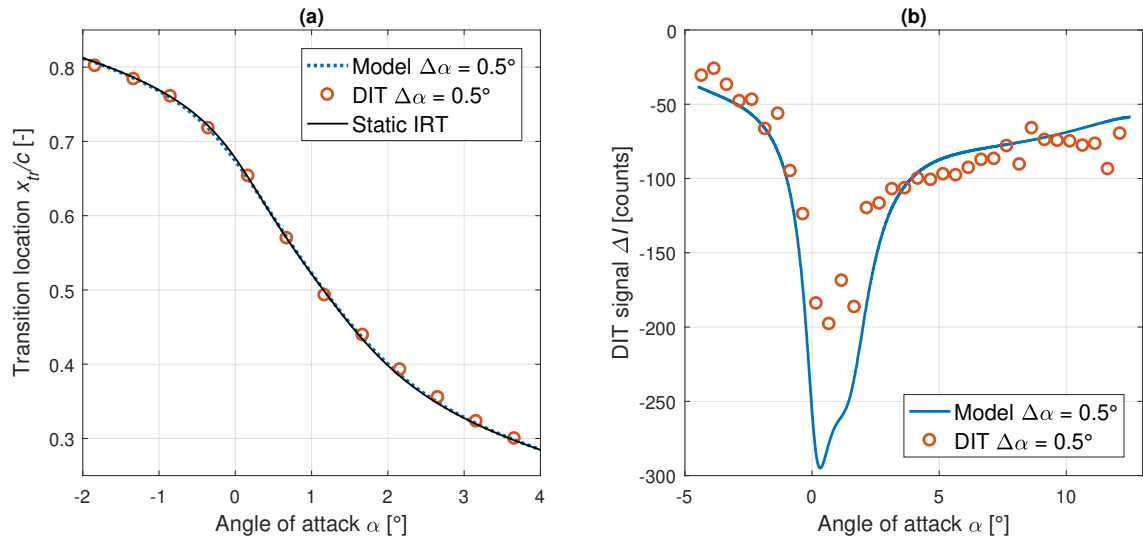 (a)
Transition location x_tr/c [-]
0.8
0.7
0.6
0.5
0.4
0.3
-2
-1
0
1
2
3
4
Angle of attack α [°]
Model Δα = 0.5°
DIT Δα = 0.5°
Static IRT
(b)
DIT signal ΔI [counts]
0
-50
-100
-150
-200
-250
-300
-5
0
5
10
Angle of attack α [°]
Model Δα = 0.5°
DIT Δα = 0.5°